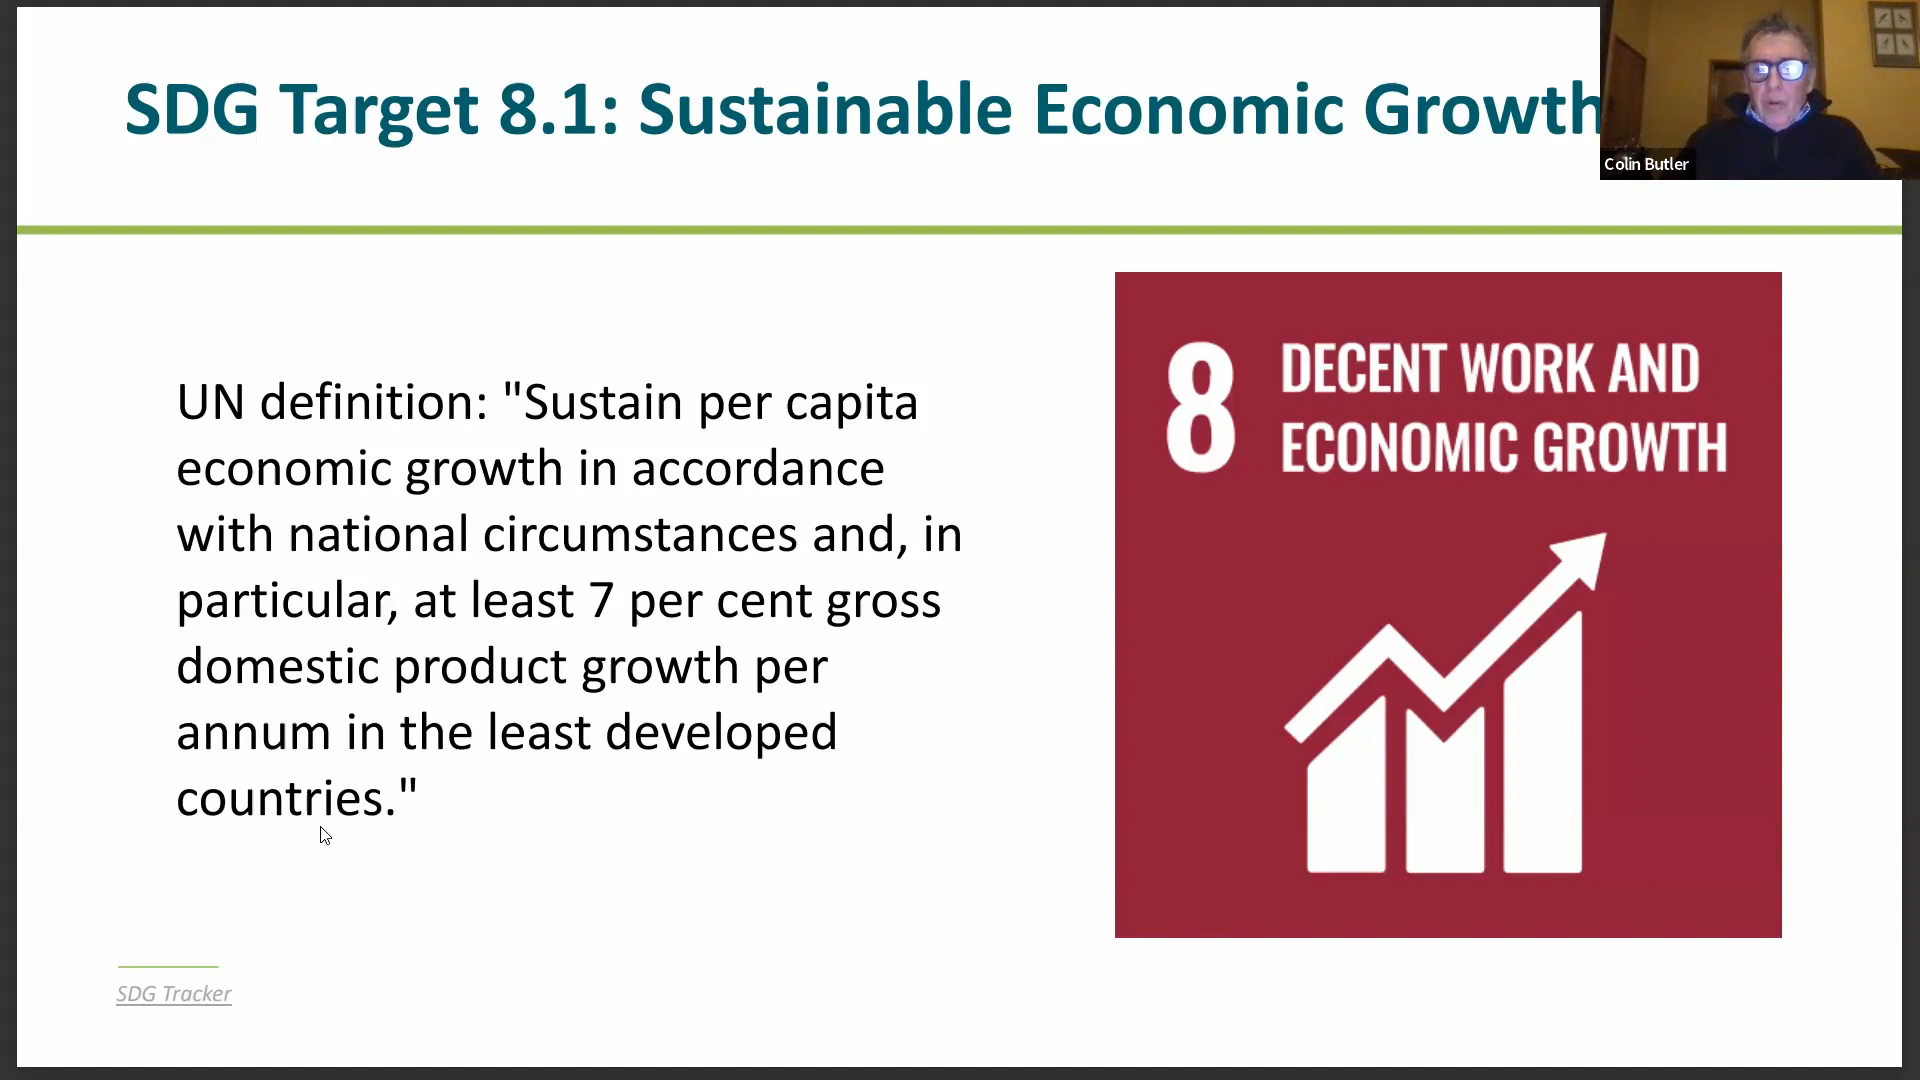 SDG Target 8.1: Sustainable Economic Growth
Colin Butler
UN definition: "Sustain per capita
economic growth in accordance
with national circumstances and, in
particular, at least 7 per cent gross
domestic product growth per
annum in the least developed
countries."
8 DECENT WORK AND
ECONOMIC GROWTH
SDG Tracker